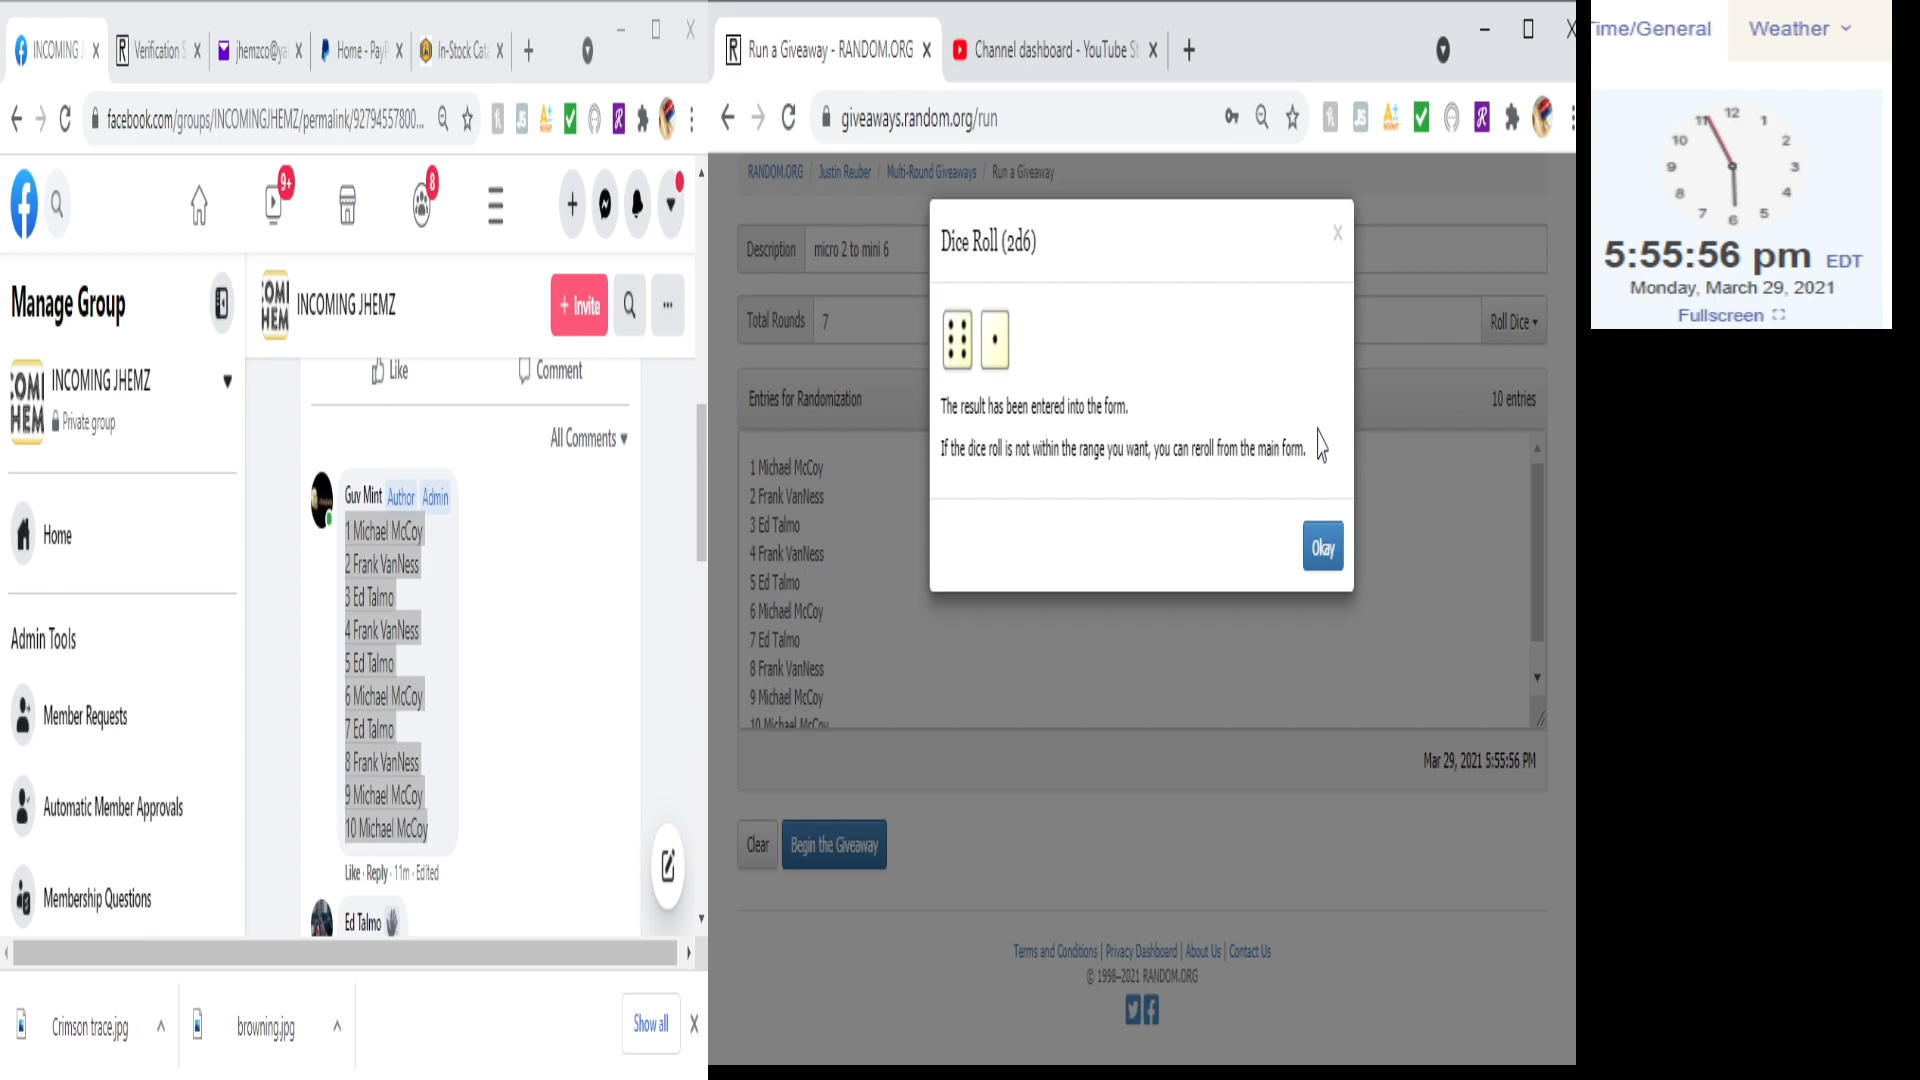 INCOMING J
Verification S
jhemzco@ya
Home - PayP
In-Stock Cata
facebook.com/groups/INCOMINGJHEMZ/permalink/92794557800...
9+
8
Manage Group
INCOMING JHEMZ
Private group
Home
Admin Tools
Member Requests
Automatic Member Approvals
Membership Questions
INCOMING JHEMZ
+ Invite
Like
Comment
All Comments
Guv Mint Author Admin
1 Michael McCoy
2 Frank VanNess
3 Ed Talmo
4 Frank VanNess
5 Ed Talmo
6 Michael McCoy
7 Ed Talmo
8 Frank VanNess
9 Michael McCoy
10 Michael McCoy
Like · Reply · 11m · Edited
Ed Talmo
Crimson trace.jpg
browning.jpg
Show all
Run a Giveaway - RANDOM.ORG
Channel dashboard - YouTube St
giveaways.random.org/run
RANDOM.ORG / Justin Reuber / Multi-Round Giveaways / Run a Giveaway
Description micro 2 to mini 6
Total Rounds 7
Roll Dice
Entries for Randomization
10 entries
1 Michael McCoy
2 Frank VanNess
3 Ed Talmo
4 Frank VanNess
5 Ed Talmo
6 Michael McCoy
7 Ed Talmo
8 Frank VanNess
9 Michael McCoy
10 Michael McCoy
Dice Roll (2d6)
The result has been entered into the form.
If the dice roll is not within the range you want, you can reroll from the main form.
Okay
Mar 29, 2021 5:55:56 PM
Clear
Begin the Giveaway
Terms and Conditions | Privacy Dashboard | About Us | Contact Us
© 1998–2021 RANDOM.ORG
ime/General
Weather
12
1
2
3
4
5
6
7
8
9
10
11
5:55:56 pm EDT
Monday, March 29, 2021
Fullscreen